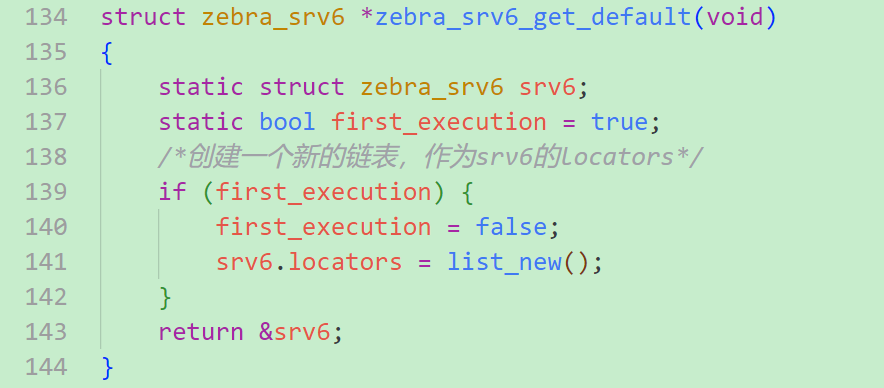 134 struct zebra_srv6 *zebra_srv6_get_default(void)
135 {
136     static struct zebra_srv6 srv6;
137     static bool first_execution = true;
138     /*创建一个新的链表，作为srv6的locators*/
139     if (first_execution) {
140         first_execution = false;
141         srv6.locators = list_new();
142     }
143     return &srv6;
144 }